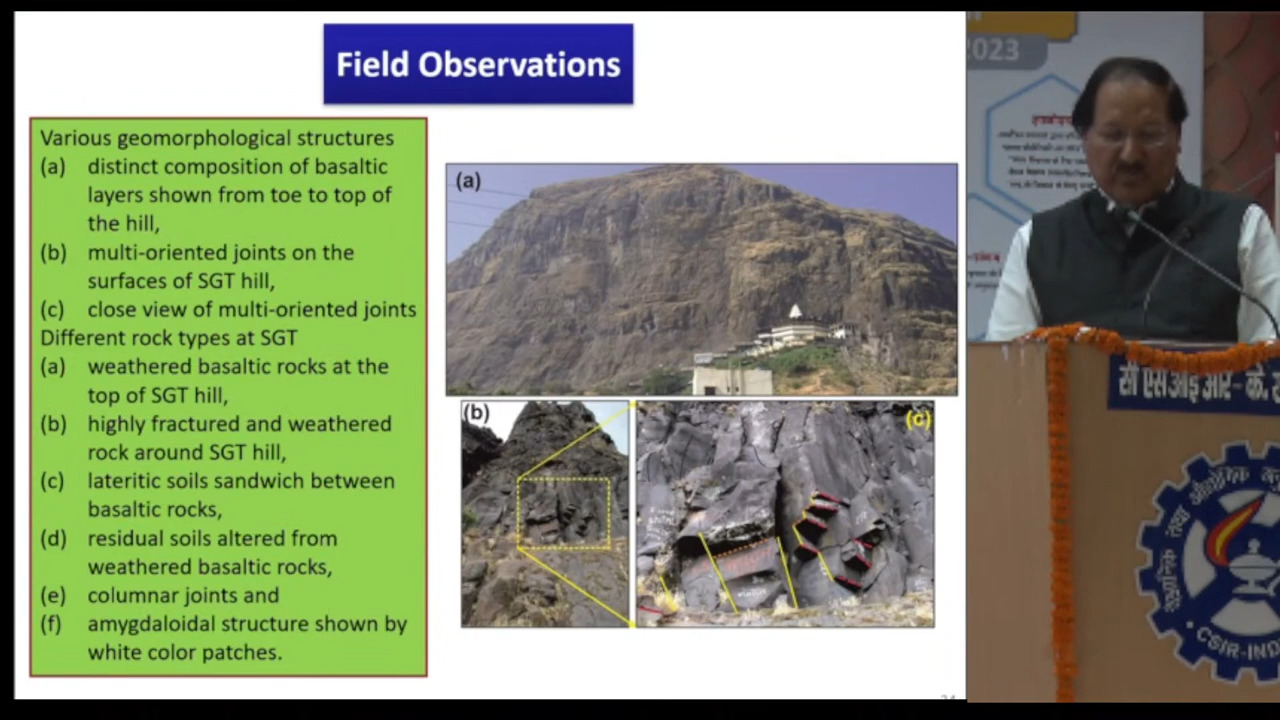 Field Observations
Various geomorphological structures
(a) distinct composition of basaltic
layers shown from toe to top of
the hill,
(b) multi-oriented joints on the
surfaces of SGT hill,
(c) close view of multi-oriented joints
Different rock types at SGT
(a) weathered basaltic rocks at the
top of SGT hill,
(b) highly fractured and weathered
rock around SGT hill,
(c) lateritic soils sandwich between
basaltic rocks,
(d) residual soils altered from
weathered basaltic rocks,
(e) columnar joints and
(f) amygdaloidal structure shown by
white color patches.
(a)
(b)
(c)
2023
सी एस आई आर - के.
CSIR-IND